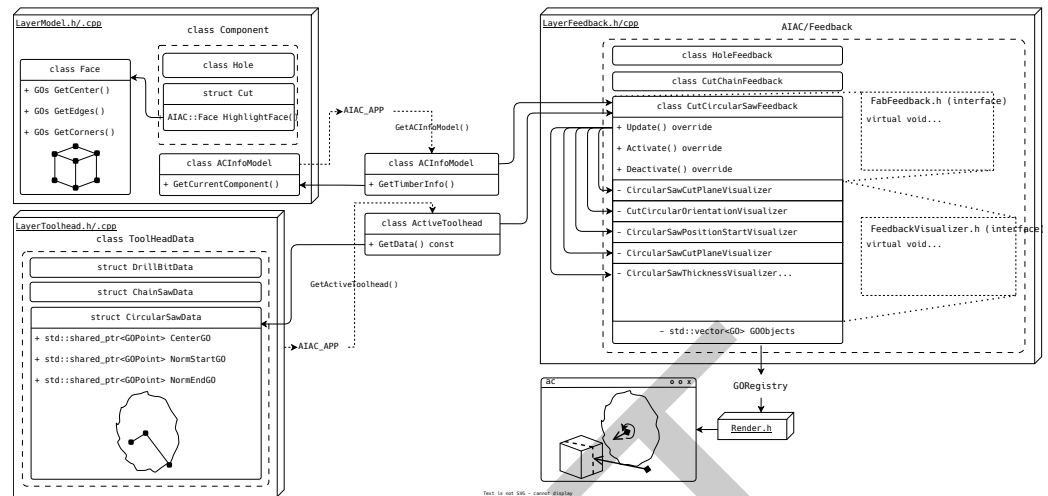 LayerModel.h/.cpp
class Component
class Face
+ GOs GetCenter()
+ GOs GetEdges()
+ GOs GetCorners()
class Hole
struct Cut
AIAC::Face HighlightFace()
class ACInfoModel
+ GetCurrentComponent()
AIAC_APP
GetACInfoModel()
class ACInfoModel
+ GetTimberInfo()
class ActiveToolhead
+ GetData() const
GetActiveToolhead()
AIAC_APP
LayerToolhead.h/.cpp
class ToolHeadData
struct DrillBitData
struct ChainSawData
struct CircularSawData
+ std::shared_ptr<GOPoint> CenterGO
+ std::shared_ptr<GOPoint> NormStartGO
+ std::shared_ptr<GOPoint> NormEndGO
LayerFeedback.h/cpp
AIAC/Feedback
class HoleFeedback
class CutChainFeedback
class CutCircularSawFeedback
+ Update() override
+ Activate() override
+ Deactivate() override
- CircularSawCutPlaneVisualizer
- CutCircularOrientationVisualizer
- CircularSawPositionStartVisualizer
- CircularSawCutPlaneVisualizer
- CircularSawThicknessVisualizer...
- std::vector<GO> GOObjects
FabFeedback.h (interface)
virtual void...
FeedbackVisualizer.h (interface)
virtual void...
GORegistry
Render.h
ac
o o x
Text is not SVG - cannot display